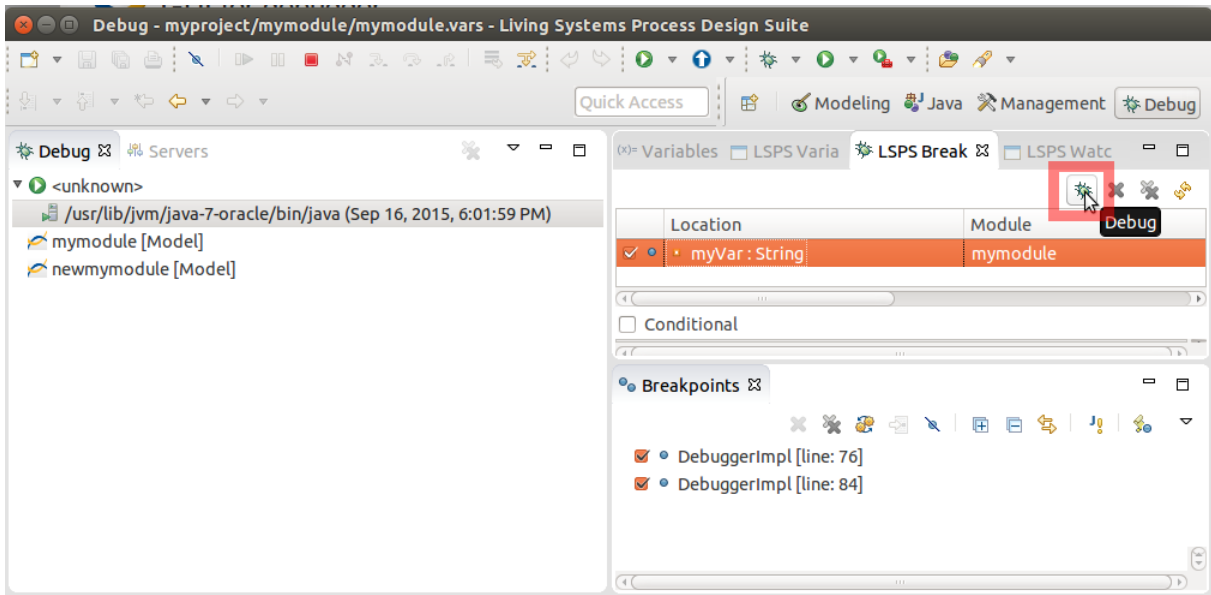 Debug - myproject/mymodule/mymodule.vars - Living Systems Process Design Suite
Quick Access
Modeling
Java
Management
Debug
Debug
Servers
<unknown>
/usr/lib/jvm/java-7-oracle/bin/java (Sep 16, 2015, 6:01:59 PM)
mymodule [Model]
newmymodule [Model]
(x)= Variables
LSPS Varia
LSPS Break
LSPS Watc
Debug
Location
Module
myVar : String
mymodule
Conditional
Breakpoints
DebuggerImpl [line: 76]
DebuggerImpl [line: 84]